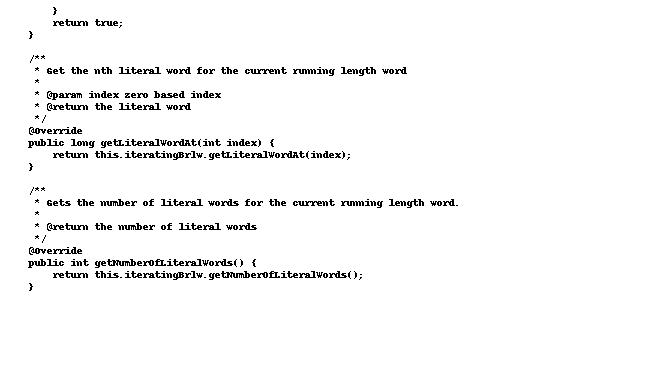 }
        return true;
    }

    /**
     * Get the nth literal word for the current running length word
     *
     * @param index zero based index
     * @return the literal word
     */
    @Override
    public long getLiteralWordAt(int index) {
        return this.iteratingBrlw.getLiteralWordAt(index);
    }

    /**
     * Gets the number of literal words for the current running length word.
     *
     * @return the number of literal words
     */
    @Override
    public int getNumberOfLiteralWords() {
        return this.iteratingBrlw.getNumberOfLiteralWords();
    }